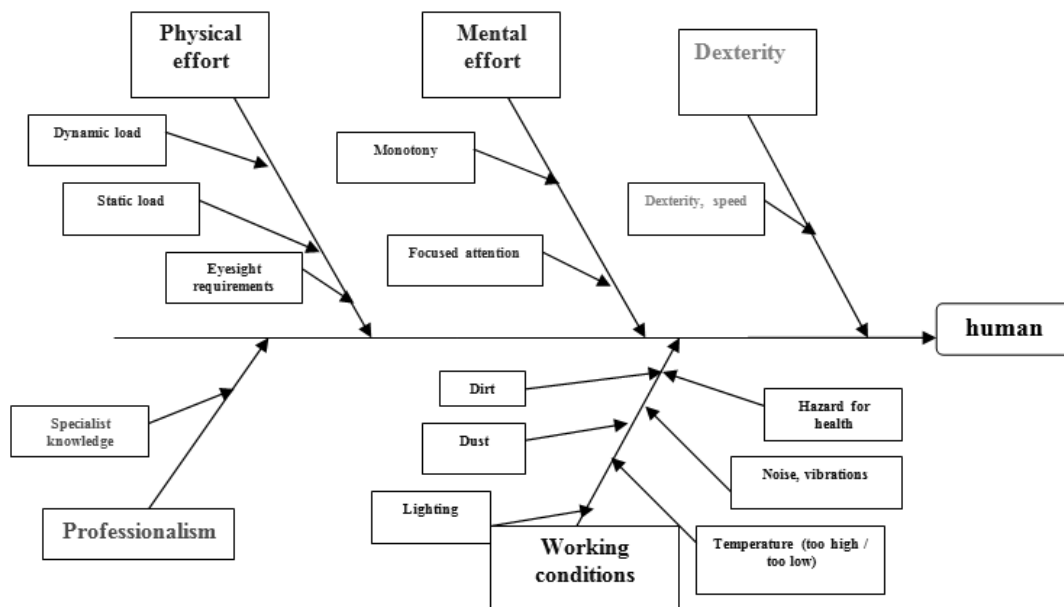 Physical
effort
Mental
effort
Dexterity
Dynamic load
Monotony
Static load
Dexterity, speed
Focused attention
Eyesight
requirements
human
Dirt
Hazard for
health
Specialist
knowledge
Dust
Noise, vibrations
Lighting
Professionalism
Working
conditions
Temperature (too high /
too low)